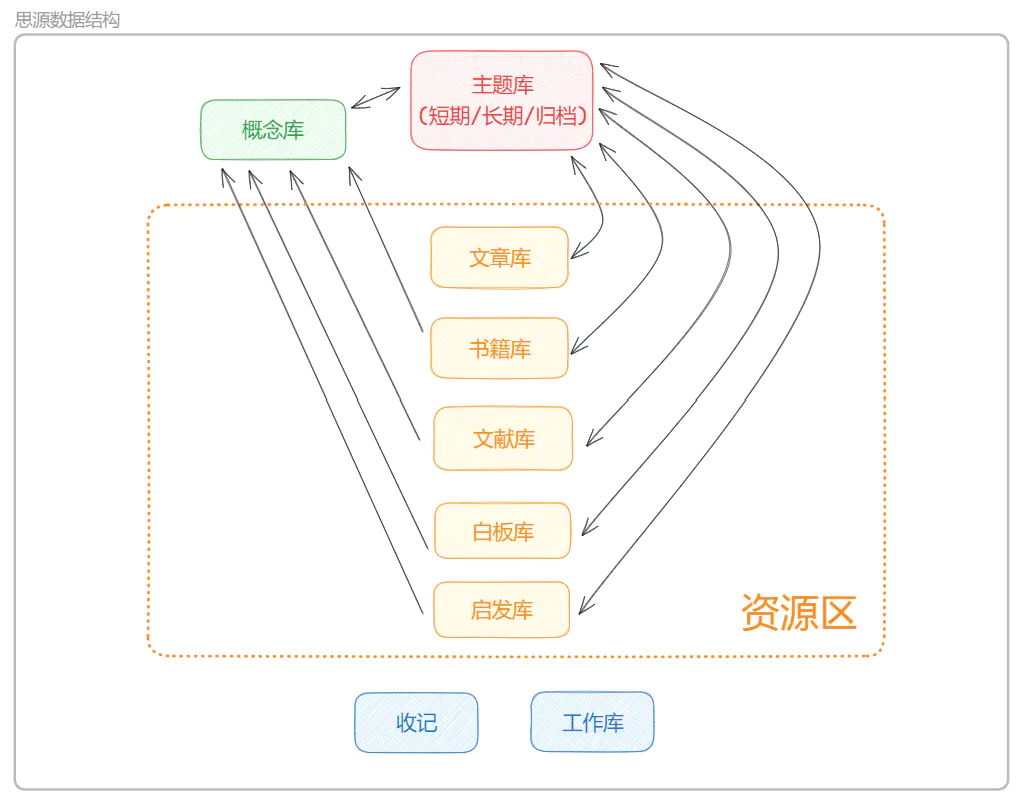 思源数据结构
主题库
(短期/长期/归档)
概念库
文章库
书籍库
文献库
白板库
启发库
资源区
收记
工作库